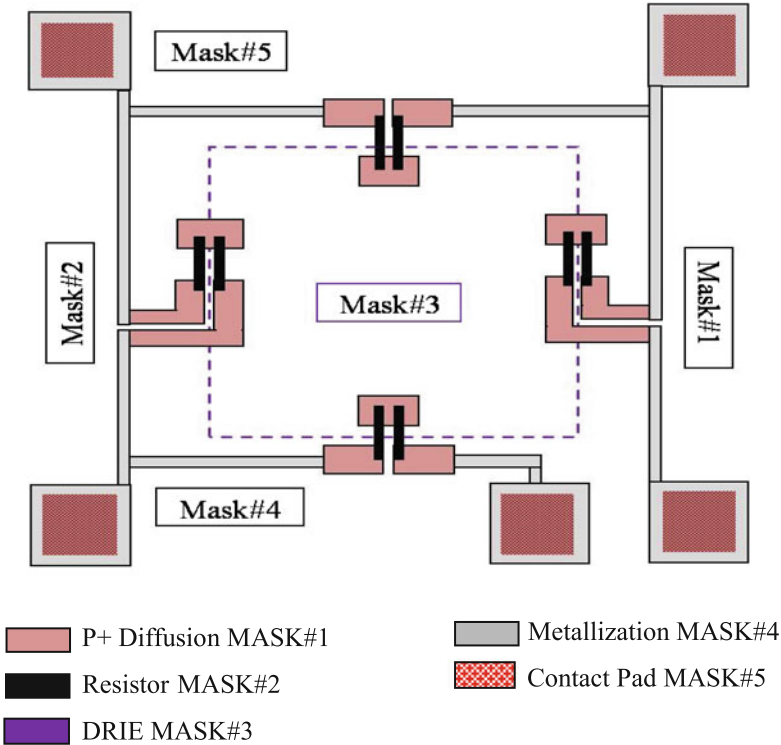 Mask#5
Mask#2
Mask#3
Mask#1
Mask#4
P+ Diffusion MASK#1
Resistor MASK#2
DRIE MASK#3
Metallization MASK#4
Contact Pad MASK#5